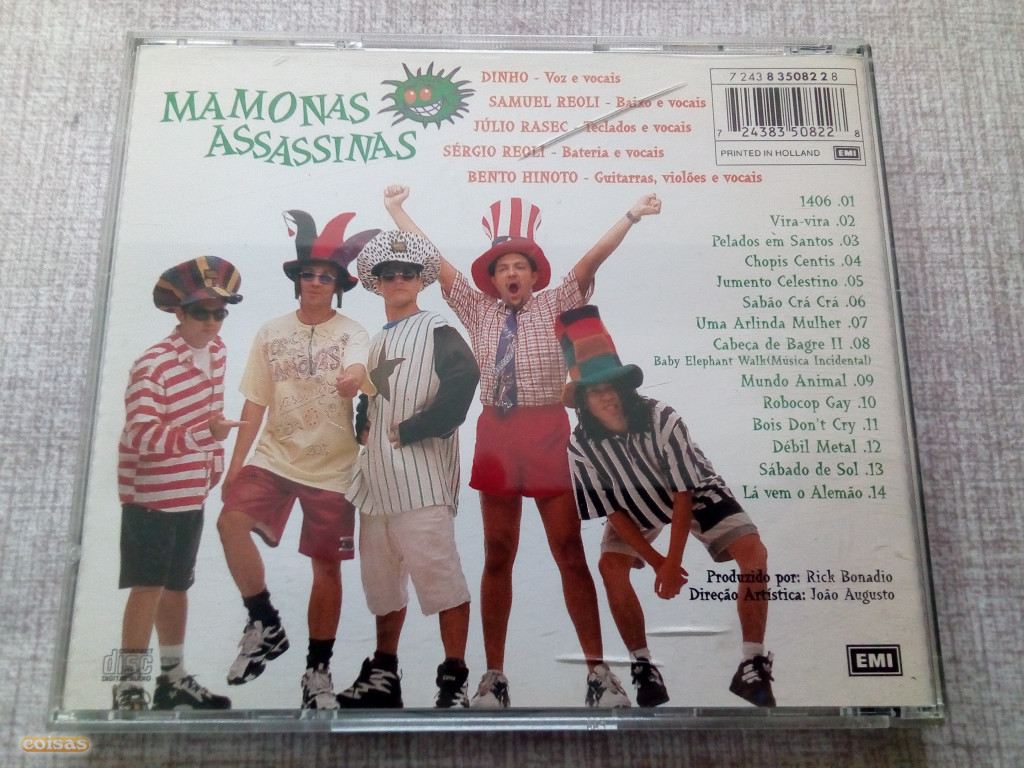 MAMONAS
ASSASSINAS
DINHO - Voz e vocais
SAMUEL REOLI - Baixo e vocais
JÚLIO RASEC - Teclados e vocais
SÉRGIO REOLI - Bateria e vocais
BENTO HINOTO - Guitarras, violões e vocais
7 243 8 35082 2 8
7 24383 50822 8
PRINTED IN HOLLAND EMI
1406 .01
Vira-vira .02
Pelados em Santos .03
Chopis Centis .04
Jumento Celestino .05
Sabão Crá Crá .06
Uma Arlinda Mulher .07
Cabeça de Bagre II .08
Baby Elephant Walk(Música Incidental)
Mundo Animal .09
Robocop Gay .10
Bois Don't Cry .11
Débil Metal .12
Sábado de Sol .13
Lá vem o Alemão .14
Produzido por: Rick Bonadio
Direção Artística: João Augusto
disc
DIGITAL AUDIO
EMI
coisas